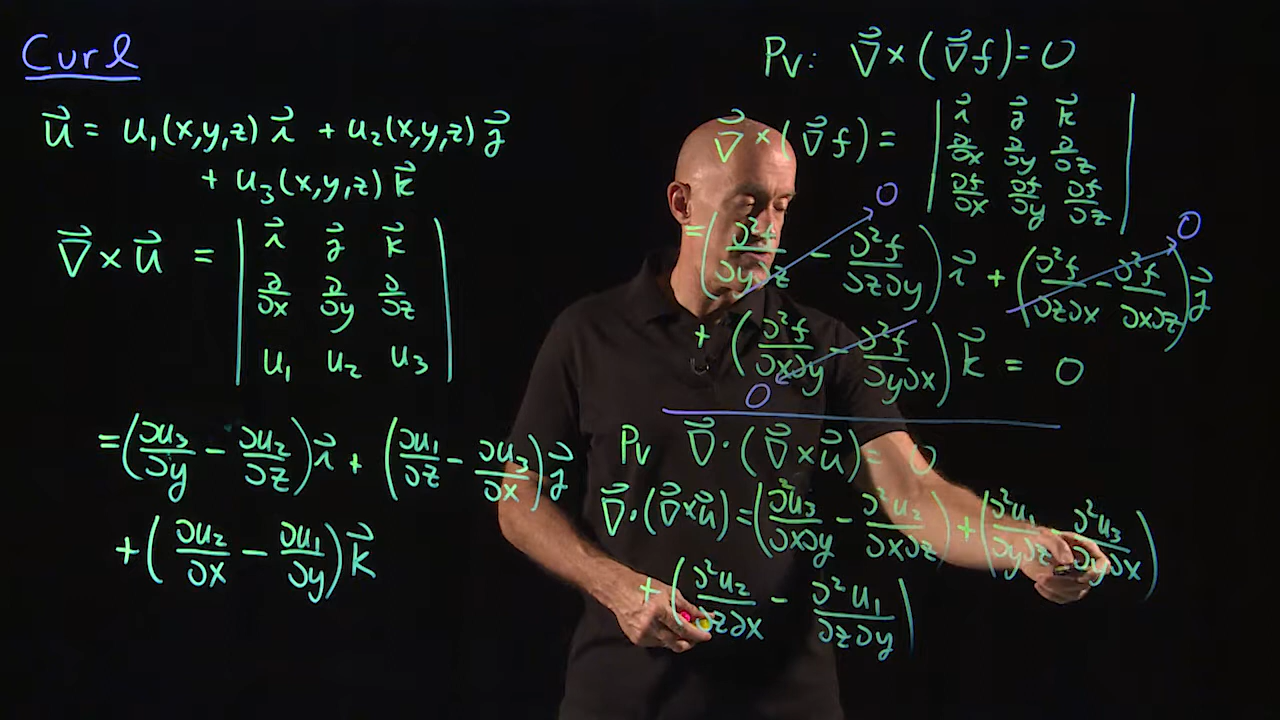 Curl
u⃗ = u₁(x,y,z) i⃗ + u₂(x,y,z) j⃗
+ u₃(x,y,z) k⃗
∇⃗ × u⃗ = | i⃗ j⃗ k⃗ |
| ∂/∂x ∂/∂y ∂/∂z |
| u₁ u₂ u₃ |
= (∂u₃/∂y − ∂u₂/∂z) i⃗ + (∂u₁/∂z − ∂u₃/∂x) j⃗
+ (∂u₂/∂x − ∂u₁/∂y) k⃗
Pv: ∇⃗ × (∇⃗f) = 0
∇⃗ × (∇⃗f) = | i⃗ j⃗ k⃗ |
| ∂/∂x ∂/∂y ∂/∂z |
| ∂f/∂x ∂f/∂y ∂f/∂z |
0 0
= (∂²f/∂y∂z − ∂²f/∂z∂y) i⃗ + (∂²f/∂z∂x − ∂²f/∂x∂z) j⃗
+ (∂²f/∂x∂y − ∂²f/∂y∂x) k⃗ = 0
0
Pv ∇⃗ · (∇⃗ × u⃗) = 0
∇⃗ · (∇⃗ × u⃗) = (∂²u₃/∂x∂y − ∂²u₂/∂x∂z) + (∂²u₁/∂y∂z − ∂²u₃/∂y∂x)
+ (∂²u₂/∂z∂x − ∂²u₁/∂z∂y)